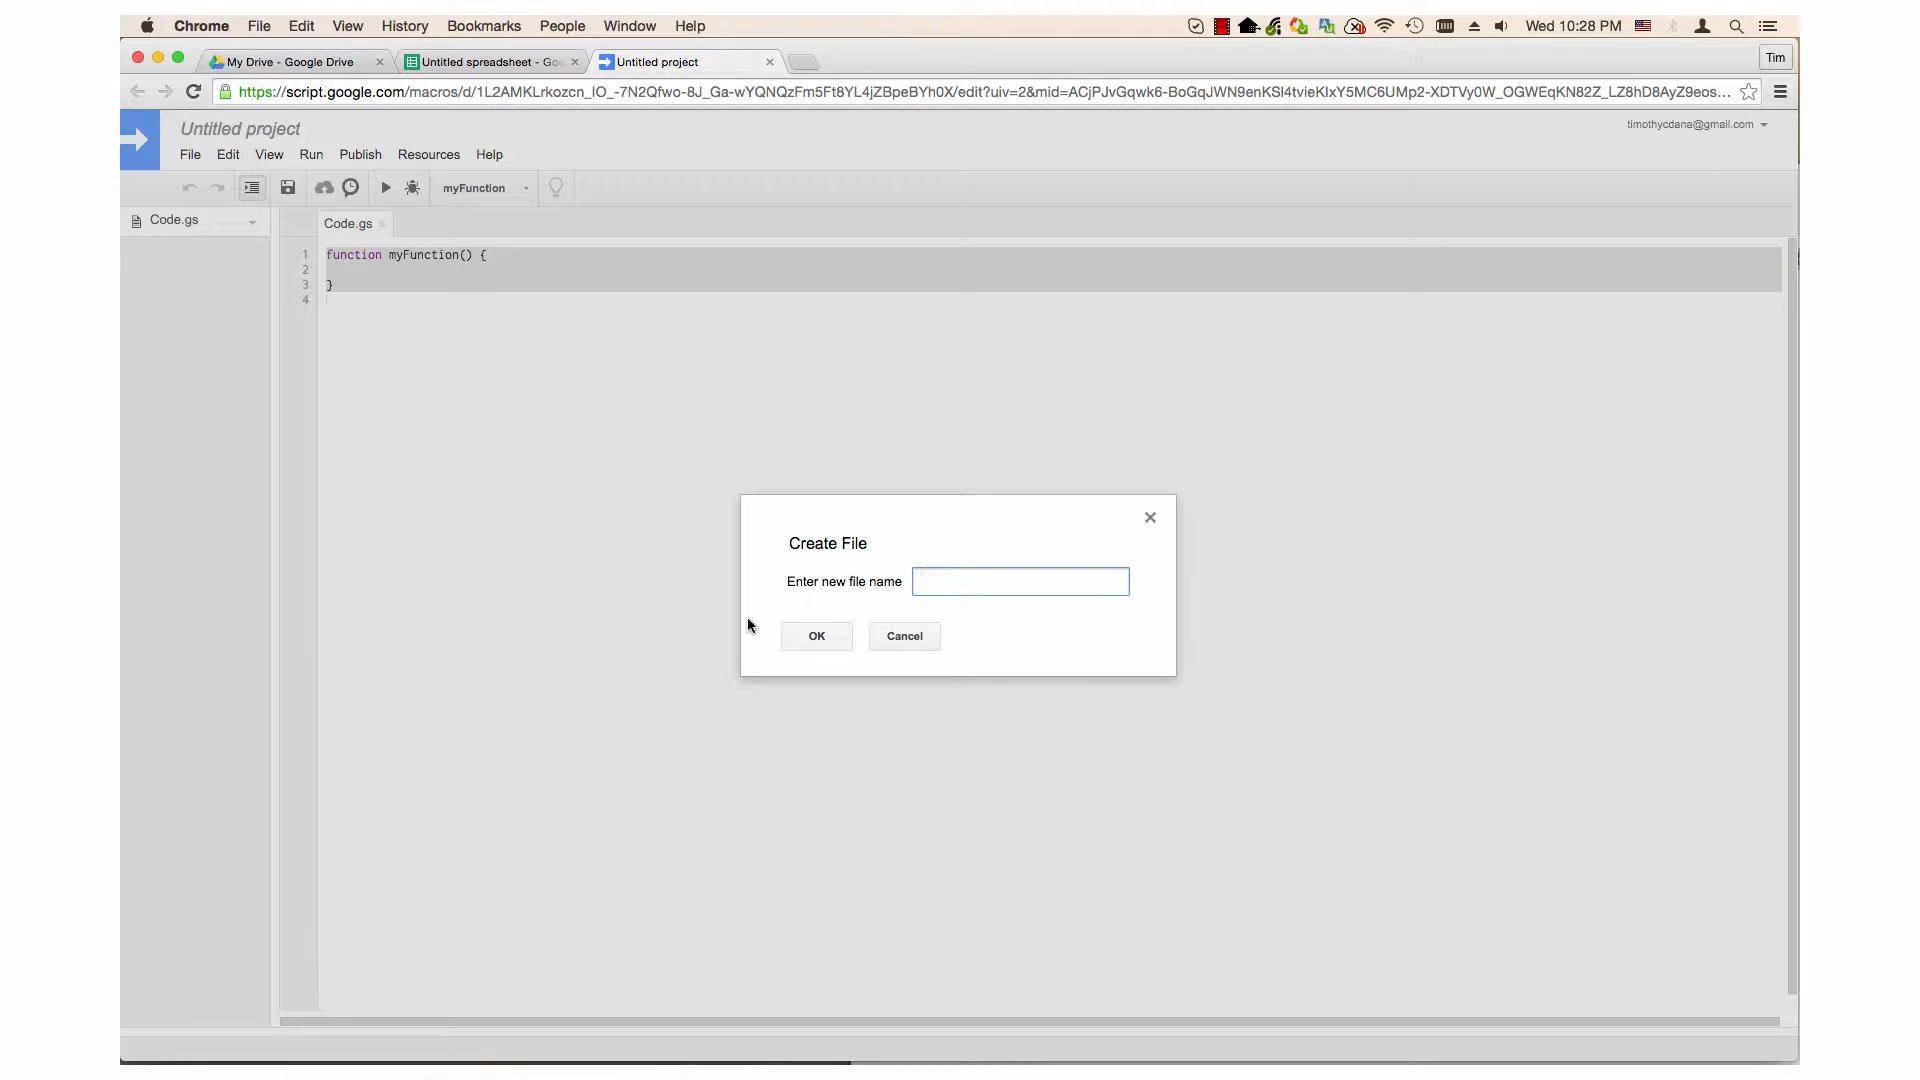 Chrome File Edit View History Bookmarks People Window Help Wed 10:28 PM
My Drive - Google Drive Untitled spreadsheet - Goo Untitled project Tim
https://script.google.com/macros/d/1L2AMKLrkozcn_IO_-7N2Qfwo-8J_Ga-wYQNQzFm5Ft8YL4jZBpeBYh0X/edit?uiv=2&mid=ACjPJvGqwk6-BoGqJWN9enKSl4tvieKIxY5MC6UMp2-XDTVy0W_OGWEqKN82Z_LZ8hD8AyZ9eos...
Untitled project timothycdana@gmail.com
File Edit View Run Publish Resources Help
myFunction
Code.gs Code.gs
1 function myFunction() {
2
3 }
4
Create File
Enter new file name
OK Cancel